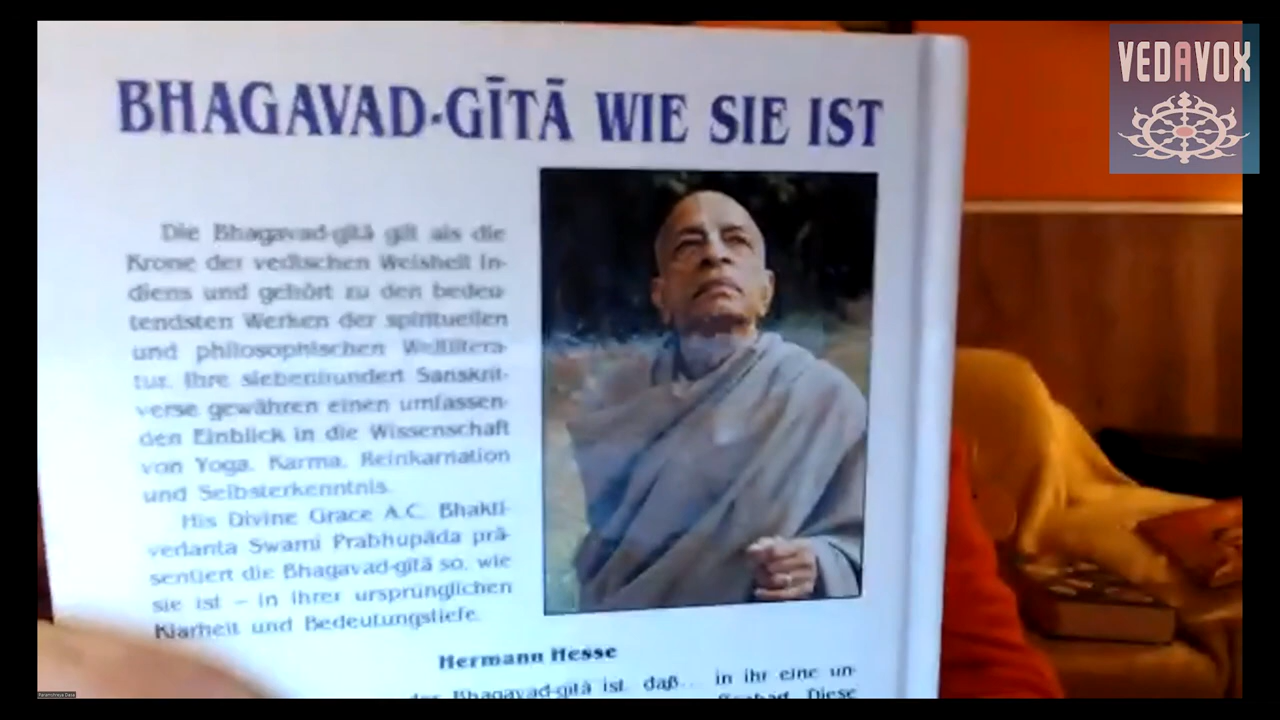 VEDAVOX
BHAGAVAD-GĪTĀ WIE SIE IST
Die Bhagavad-gītā gilt als die
Krone der vedischen Weisheit In-
diens und gehört zu den bedeu-
tendsten Werken der spirituellen
und philosophischen Weltlitera-
tur. Ihre siebenhundert Sanskrit-
verse gewähren einen umfassen-
den Einblick in die Wissenschaft
von Yoga, Karma, Reinkarnation
und Selbsterkenntnis.
His Divine Grace A.C. Bhakti-
vedanta Swami Prabhupāda prä-
sentiert die Bhagavad-gītā so, wie
sie ist – in ihrer ursprünglichen
Klarheit und Bedeutungstiefe.
Hermann Hesse
der Bhagavad-gītā ist, daß... in ihr eine un-
Diese